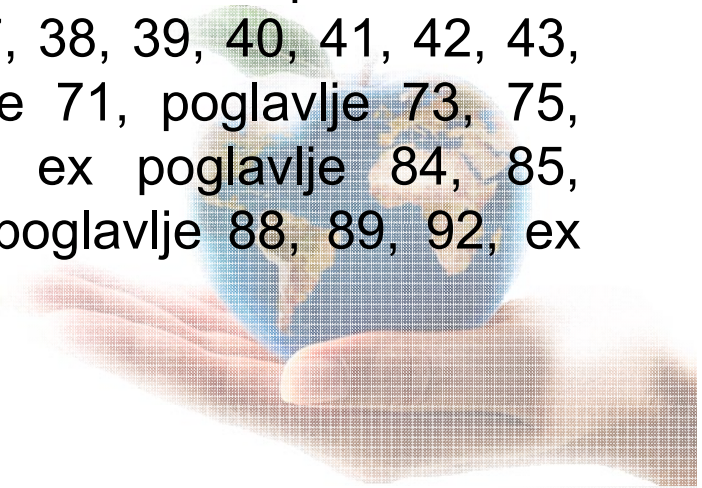 , 38, 39, 40, 41, 42, 43,
71, poglavlje 73, 75,
ex poglavlje 84, 85,
poglavlje 88, 89, 92, ex